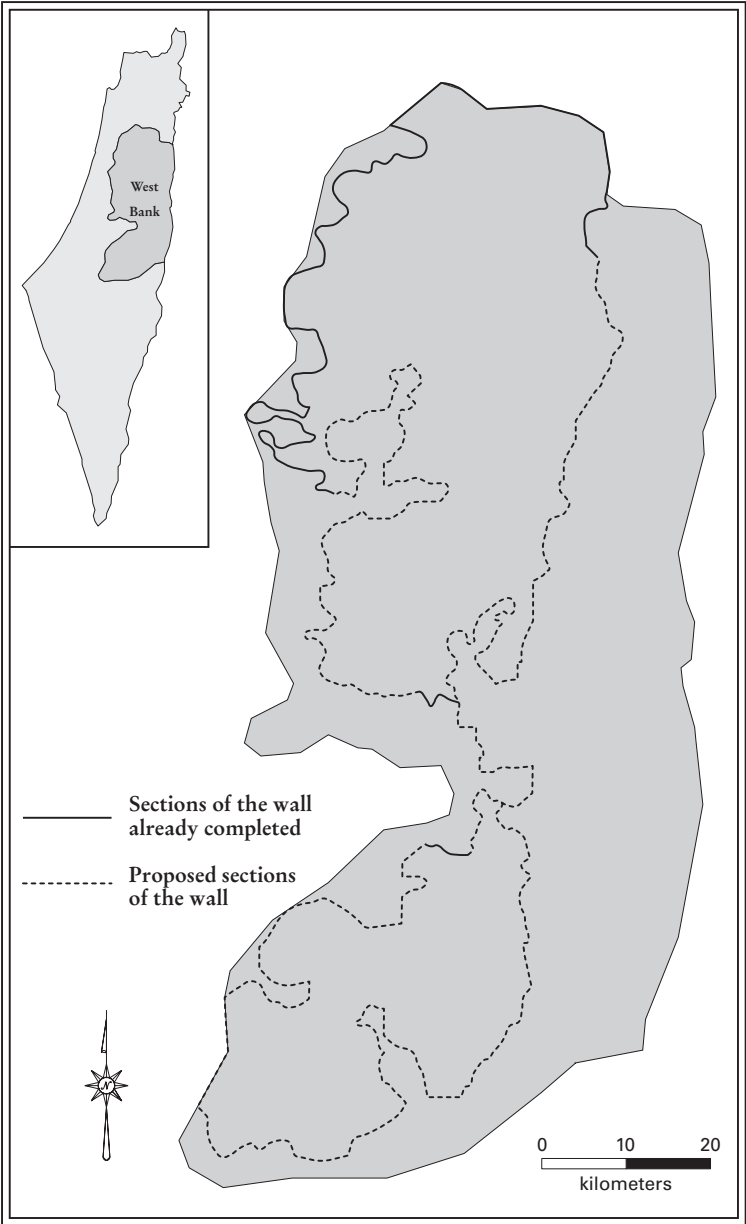 West
Bank
Sections of the wall
already completed
Proposed sections
of the wall
N
0 10 20
kilometers